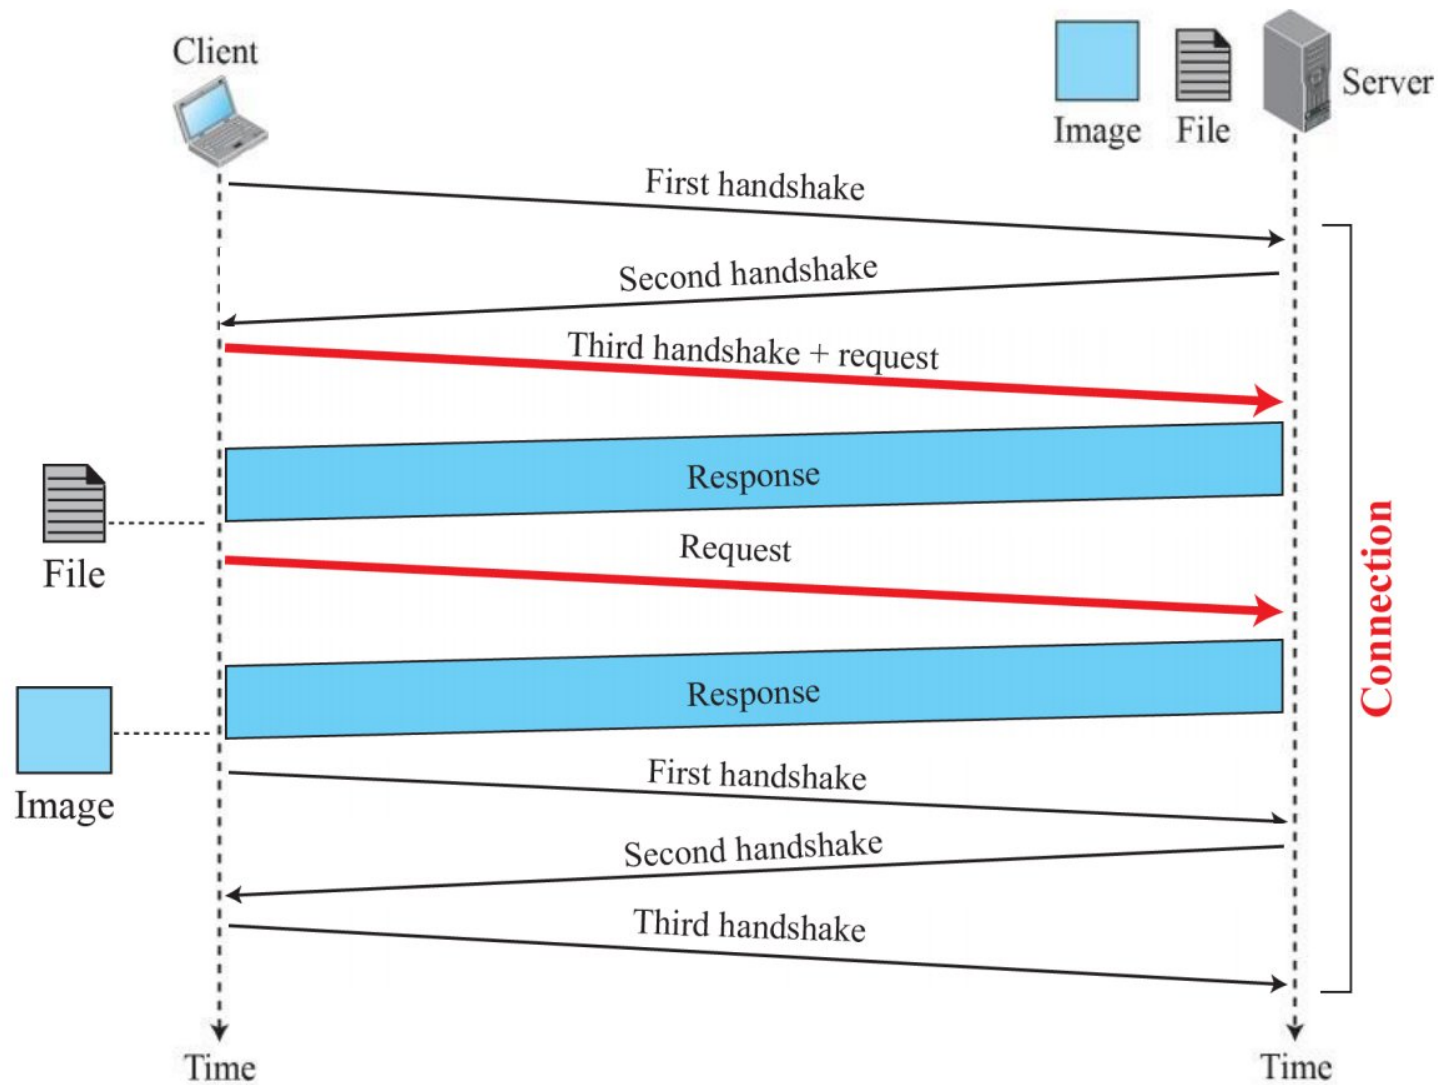 Client
Image
File
Server
First handshake
Second handshake
Third handshake + request
Response
File
Request
Connection
Response
Image
First handshake
Second handshake
Third handshake
Time
Time